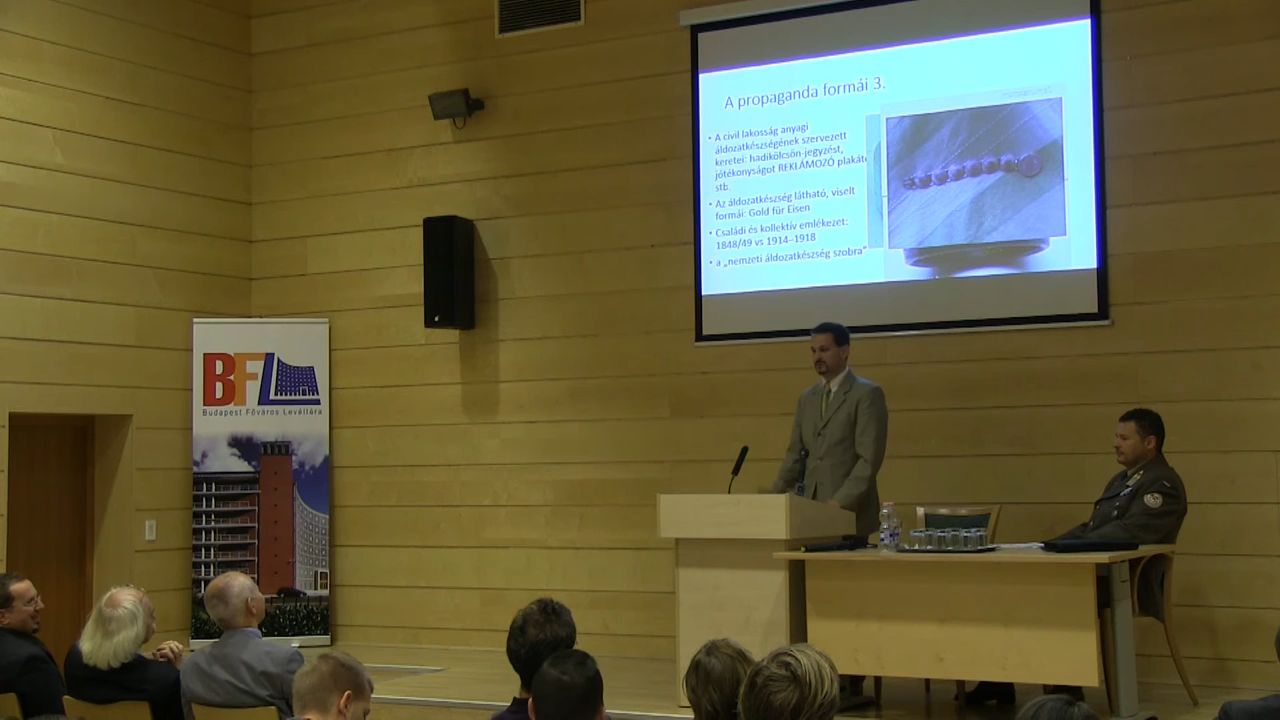 A propaganda formái 3.
• A civil lakosság anyagi
áldozatkészségének szervezett
keretei: hadikölcsön-jegyzést,
jótékonyságot REKLÁMOZÓ plakát
stb.
• Az áldozatkészség látható, viselt
formái: Gold für Eisen
• Családi és kollektív emlékezet:
1848/49 vs 1914–1918
• a „nemzeti áldozatkészség szobra”
BFL
Budapest Főváros Levéltára